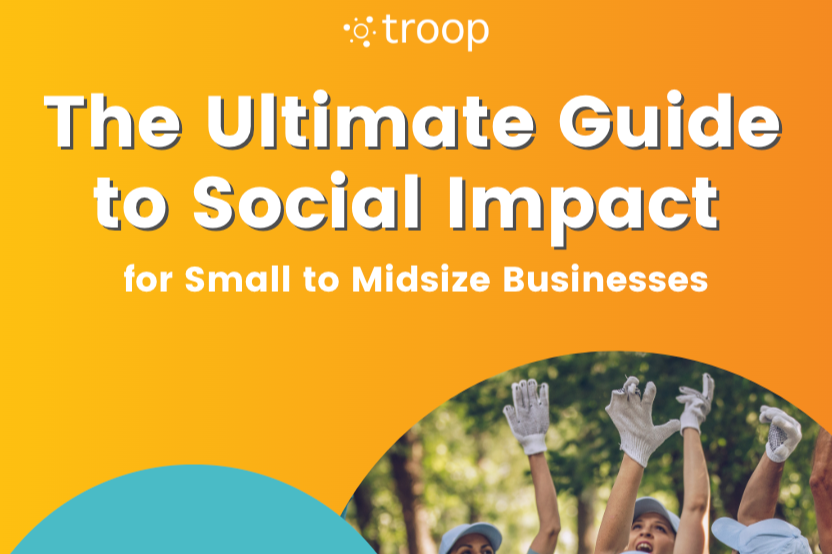 troop
The Ultimate Guide
to Social Impact
for Small to Midsize Businesses